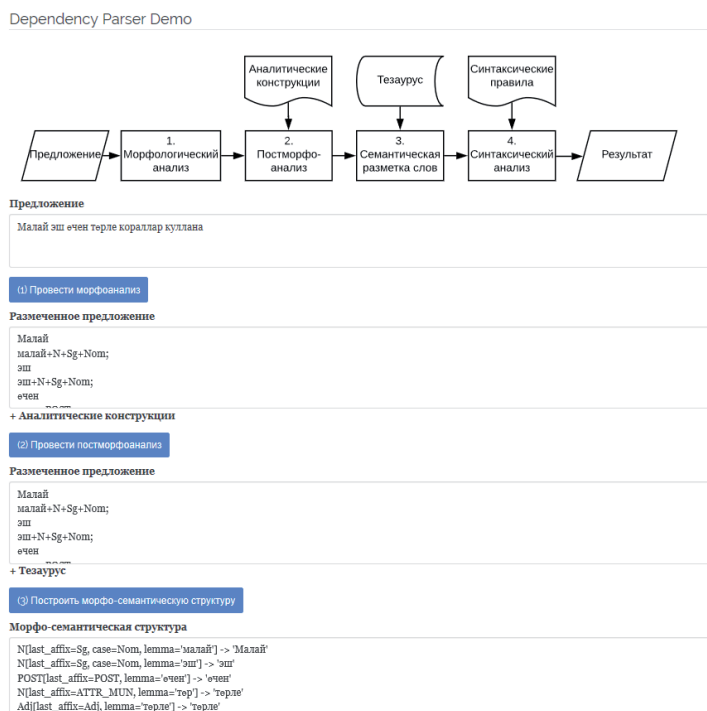 Dependency Parser Demo
Аналитические
конструкции
Тезаурус
Синтаксические
правила
Предложение
1.
Морфологический
анализ
2.
Постморфо-
анализ
3.
Семантическая
разметка слов
4.
Синтаксический
анализ
Результат
Предложение
Малай эш өчен төрле кораллар куллана
(1) Провести морфоанализ
Размеченное предложение
Малай
малай+N+Sg+Nom;
эш
эш+N+Sg+Nom;
өчен
+ Аналитические конструкции
(2) Провести постморфоанализ
Размеченное предложение
Малай
малай+N+Sg+Nom;
эш
эш+N+Sg+Nom;
өчен
+ Тезаурус
(3) Построить морфо-семантическую структуру
Морфо-семантическая структура
N[last_affix=Sg, case=Nom, lemma='малай'] -> 'Малай'
N[last_affix=Sg, case=Nom, lemma='эш'] -> 'эш'
POST[last_affix=POST, lemma='өчен'] -> 'өчен'
N[last_affix=ATTR_MUN, lemma='төр'] -> 'төрле'
Adj[last_affix=Adj, lemma='төрле'] -> 'төрле'